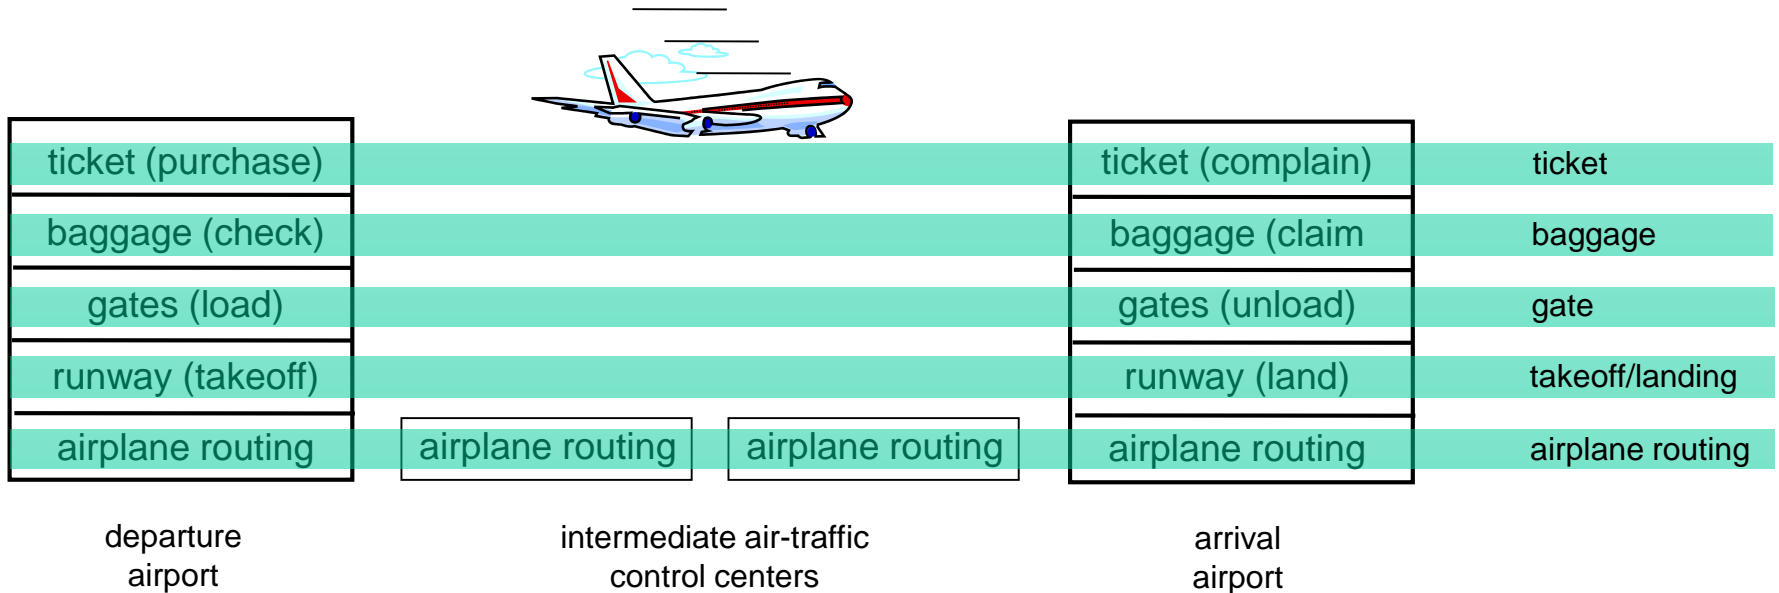 ticket (purchase)
ticket (complain)
ticket
baggage (check)
baggage (claim
baggage
gates (load)
gates (unload)
gate
runway (takeoff)
runway (land)
takeoff/landing
airplane routing
airplane routing
airplane routing
airplane routing
airplane routing
departure
airport
intermediate air-traffic
control centers
arrival
airport